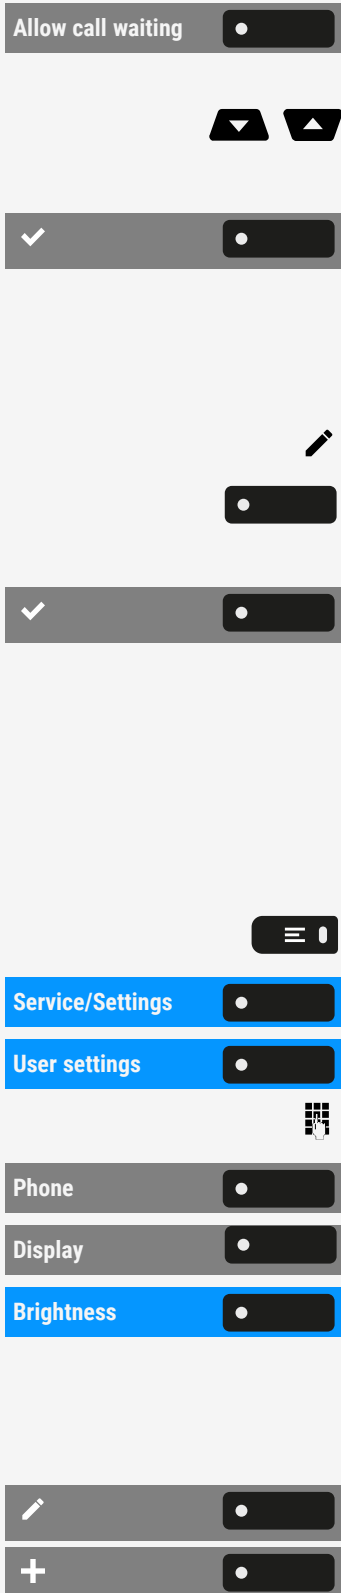 Allow call waiting
Service/Settings
User settings
Phone
Display
Brightness